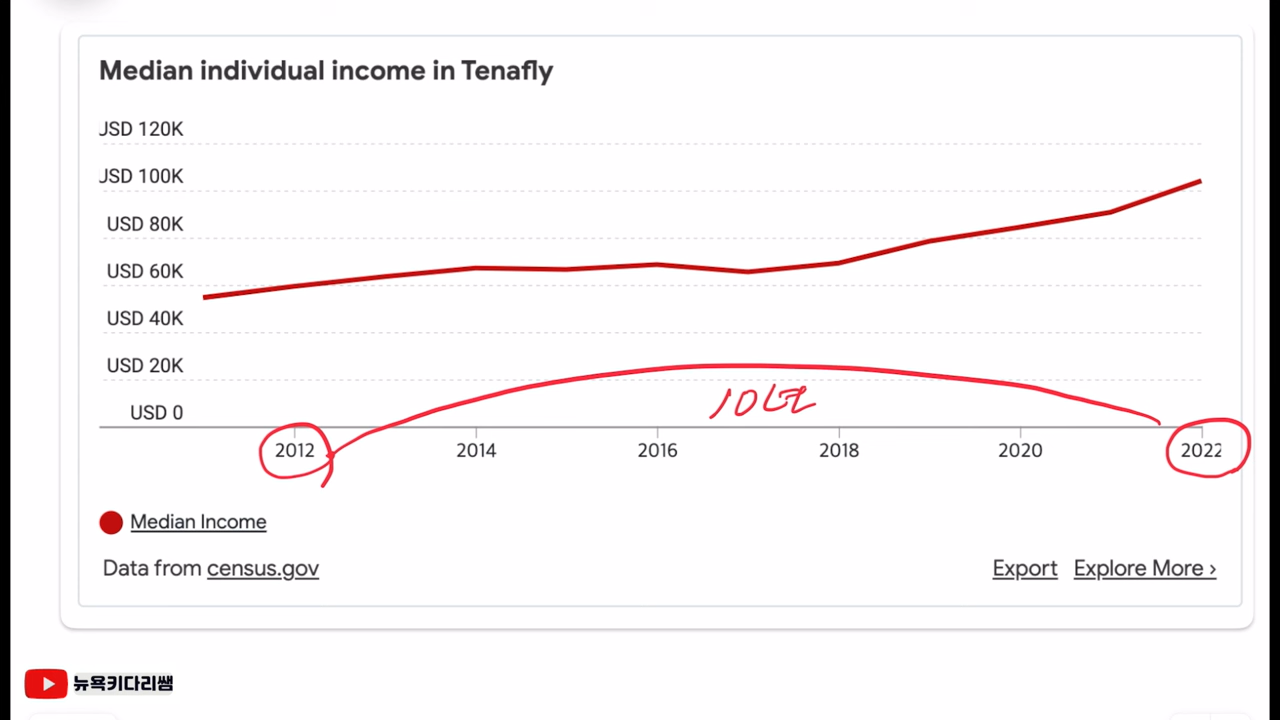 Median individual income in Tenafly
USD 120K
USD 100K
USD 80K
USD 60K
USD 40K
USD 20K
USD 0
10년
2012 2014 2016 2018 2020 2022
Median Income
Data from census.gov
Export Explore More ›
뉴욕키다리쌤